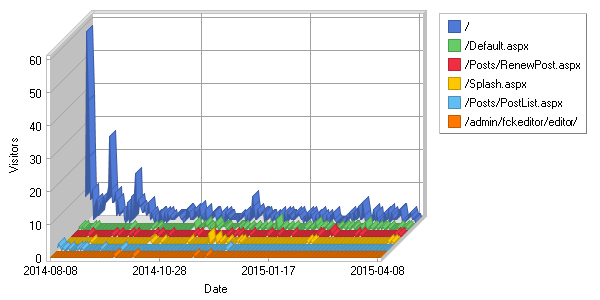 60
50
40
30
20
10
0
Visitors
2014-08-08
2014-10-28
2015-01-17
2015-04-08
Date
/
/Default.aspx
/Posts/RenewPost.aspx
/Splash.aspx
/Posts/PostList.aspx
/admin/fckeditor/editor/